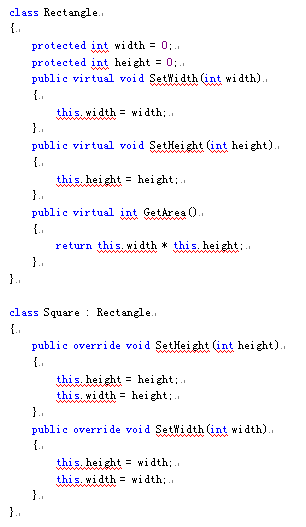 class Rectangle
{
    protected int width = 0;
    protected int height = 0;
    public virtual void SetWidth(int width)
    {
        this.width = width;
    }
    public virtual void SetHeight(int height)
    {
        this.height = height;
    }
    public virtual int GetArea()
    {
        return this.width * this.height;
    }
}

class Square : Rectangle
{
    public override void SetHeight(int height)
    {
        this.height = height;
        this.width = height;
    }
    public override void SetWidth(int width)
    {
        this.height = width;
        this.width = width;
    }
}